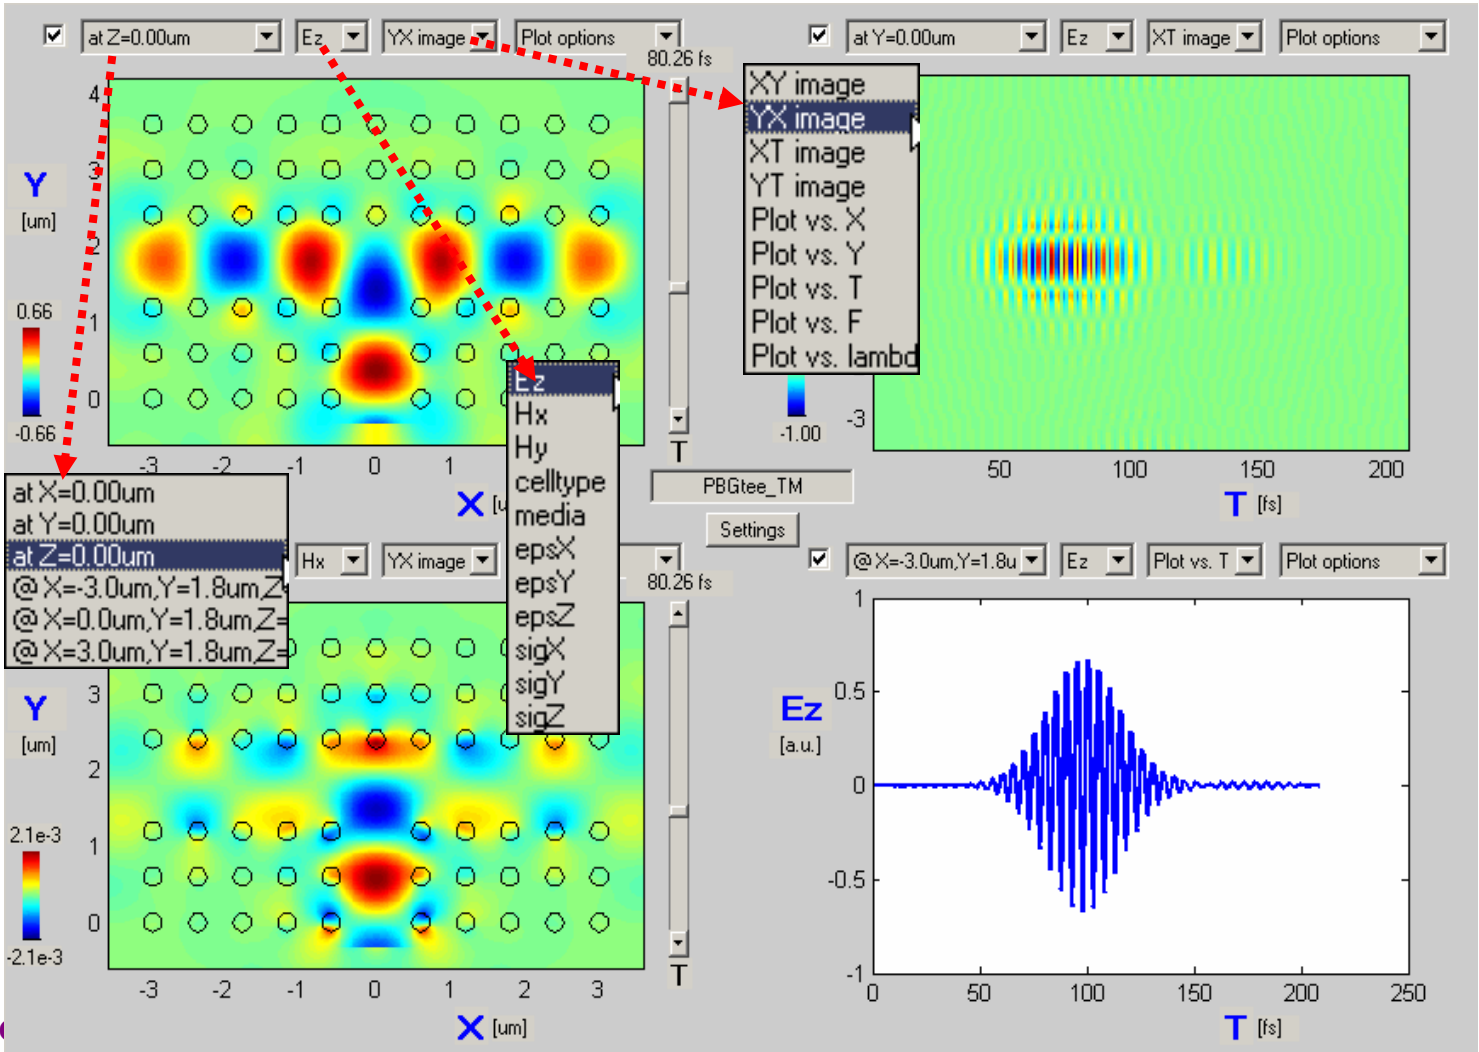 at Z=0.00um
Ez
YX image
Plot options
80.26 fs
4
3
2
1
0
Y
[um]
0.66
-0.66
-3
-2
-1
0
1
X
T
at Y=0.00um
Ez
XT image
Plot options
XY image
YX image
XT image
YT image
Plot vs. X
Plot vs. Y
Plot vs. T
Plot vs. F
Plot vs. lambd
-1.00
-3
50
100
150
200
T [fs]
Ez
Hx
Hy
celltype
media
epsX
epsY
epsZ
sigX
sigY
sigZ
PBGtee_TM
Settings
at X=0.00um
at Y=0.00um
at Z=0.00um
@ X=-3.0um,Y=1.8um,Z=
@ X=0.0um,Y=1.8um,Z=
@ X=3.0um,Y=1.8um,Z=
Hx
YX image
80.26 fs
3
2
1
0
Y
[um]
2.1e-3
-2.1e-3
-3
-2
-1
0
1
2
3
X [um]
T
@ X=-3.0um,Y=1.8u
Ez
Plot vs. T
Plot options
1
0.5
0
-0.5
-1
Ez
[a.u.]
0
50
100
150
200
250
T [fs]